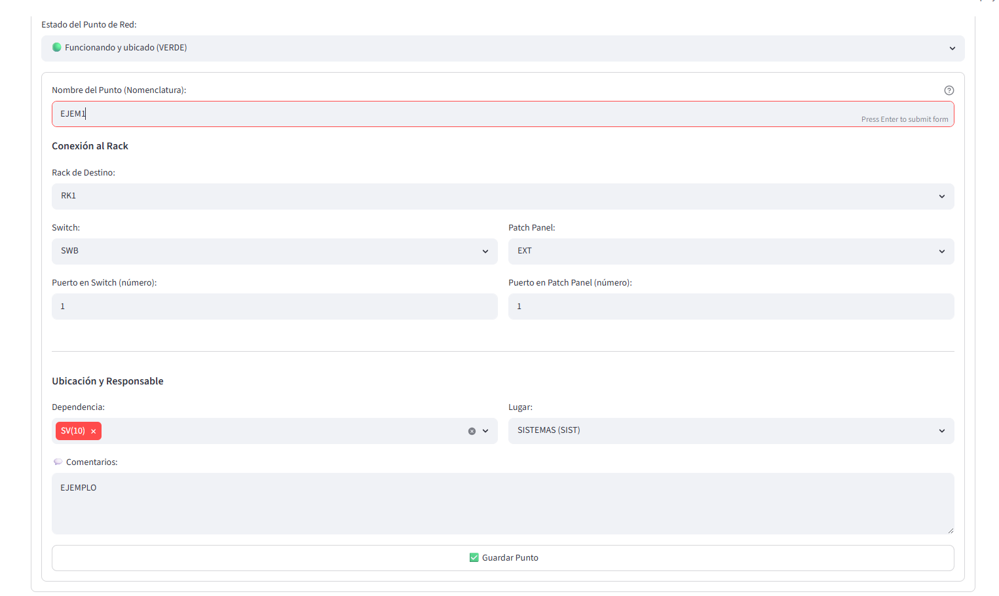 Estado del Punto de Red:
Funcionando y ubicado (VERDE)
Nombre del Punto (Nomenclatura):
EJEM1
Press Enter to submit form
Conexión al Rack
Rack de Destino:
RK1
Switch:
Patch Panel:
SWB
EXT
Puerto en Switch (número):
Puerto en Patch Panel (número):
1
1
Ubicación y Responsable
Dependencia:
Lugar:
SV(10) ×
SISTEMAS (SIST)
Comentarios:
EJEMPLO
Guardar Punto